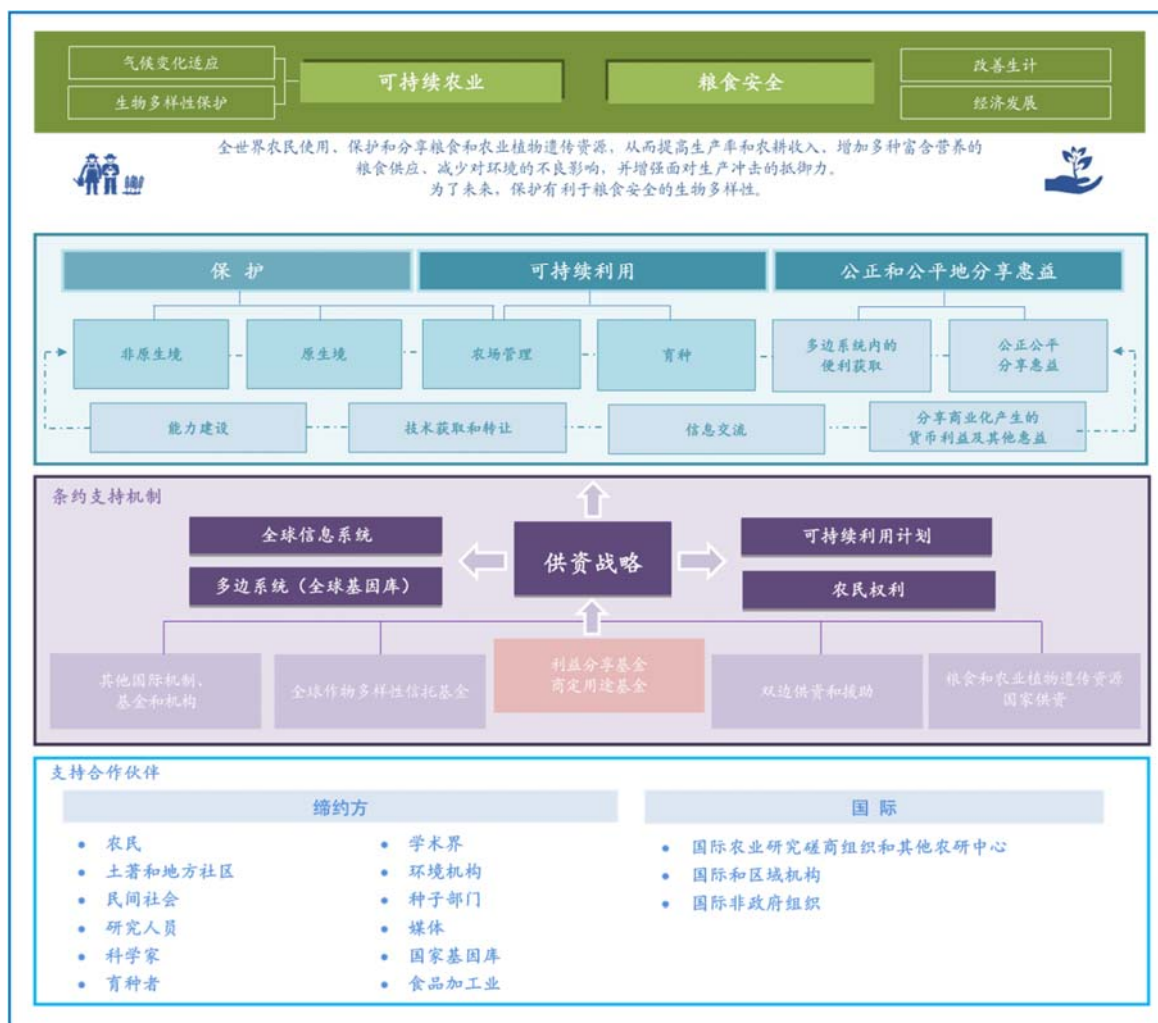 气候变化适应
生物多样性保护
可持续农业
粮食安全
改善生计
经济发展
全世界农民使用、保护和分享粮食和农业植物遗传资源，从而提高生产率和农耕收入、增加多种富含营养的
粮食供应、减少对环境的不良影响，并增强面对生产冲击的抵御力。
为了未来，保护有利于粮食安全的生物多样性。
保 护
可持续利用
公正和公平地分享惠益
非原生境
原生境
农场管理
育种
多边系统内的
便利获取
公正公平
分享惠益
能力建设
技术获取和转让
信息交流
分享商业化产生的
货币利益及其他惠益
条约支持机制
全球信息系统
多边系统（全球基因库）
供资战略
可持续利用计划
农民权利
其他国际机制、
基金和机构
全球作物多样性信托基金
利益分享基金
商定用途基金
双边供资和援助
粮食和农业植物遗传资源
国家供资
支持合作伙伴
缔约方
• 农民
• 土著和地方社区
• 民间社会
• 研究人员
• 科学家
• 育种者
• 学术界
• 环境机构
• 种子部门
• 媒体
• 国家基因库
• 食品加工业
国 际
• 国际农业研究磋商组织和其他农研中心
• 国际和区域机构
• 国际非政府组织